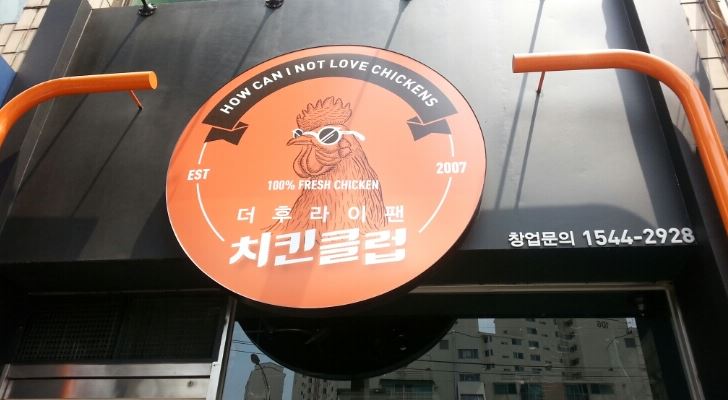 HOW CAN I NOT LOVE CHICKENS
EST 2007
100% FRESH CHICKEN
더후라이팬
치킨클럽
창업문의 1544-2928